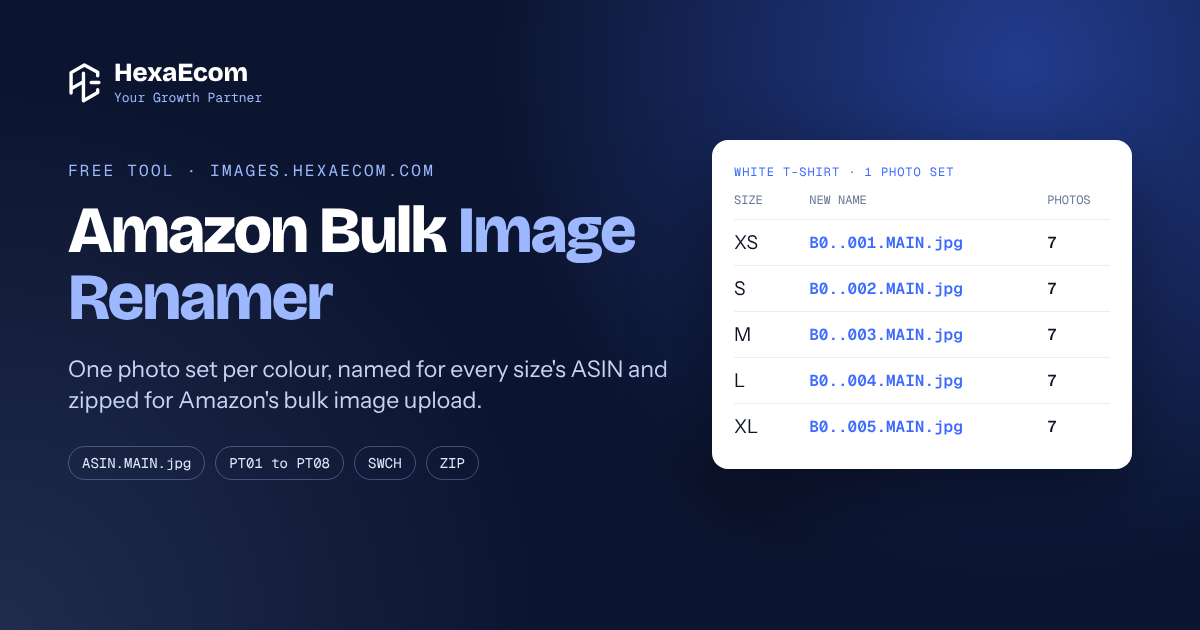 HexaEcom
Your Growth Partner
FREE TOOL · IMAGES.HEXAECOM.COM
Amazon Bulk Image
Renamer
One photo set per colour, named for every size's ASIN and
zipped for Amazon's bulk image upload.
ASIN.MAIN.jpg PT01 to PT08 SWCH ZIP
WHITE T-SHIRT · 1 PHOTO SET
SIZE NEW NAME PHOTOS
XS B0..001.MAIN.jpg 7
S B0..002.MAIN.jpg 7
M B0..003.MAIN.jpg 7
L B0..004.MAIN.jpg 7
XL B0..005.MAIN.jpg 7